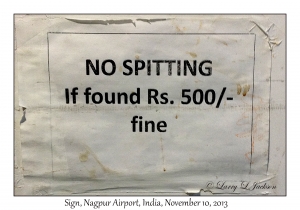 NO SPITTING
If found Rs. 500/-
fine
© Larry L Jackson
Sign, Nagpur Airport, India, November 10, 2013